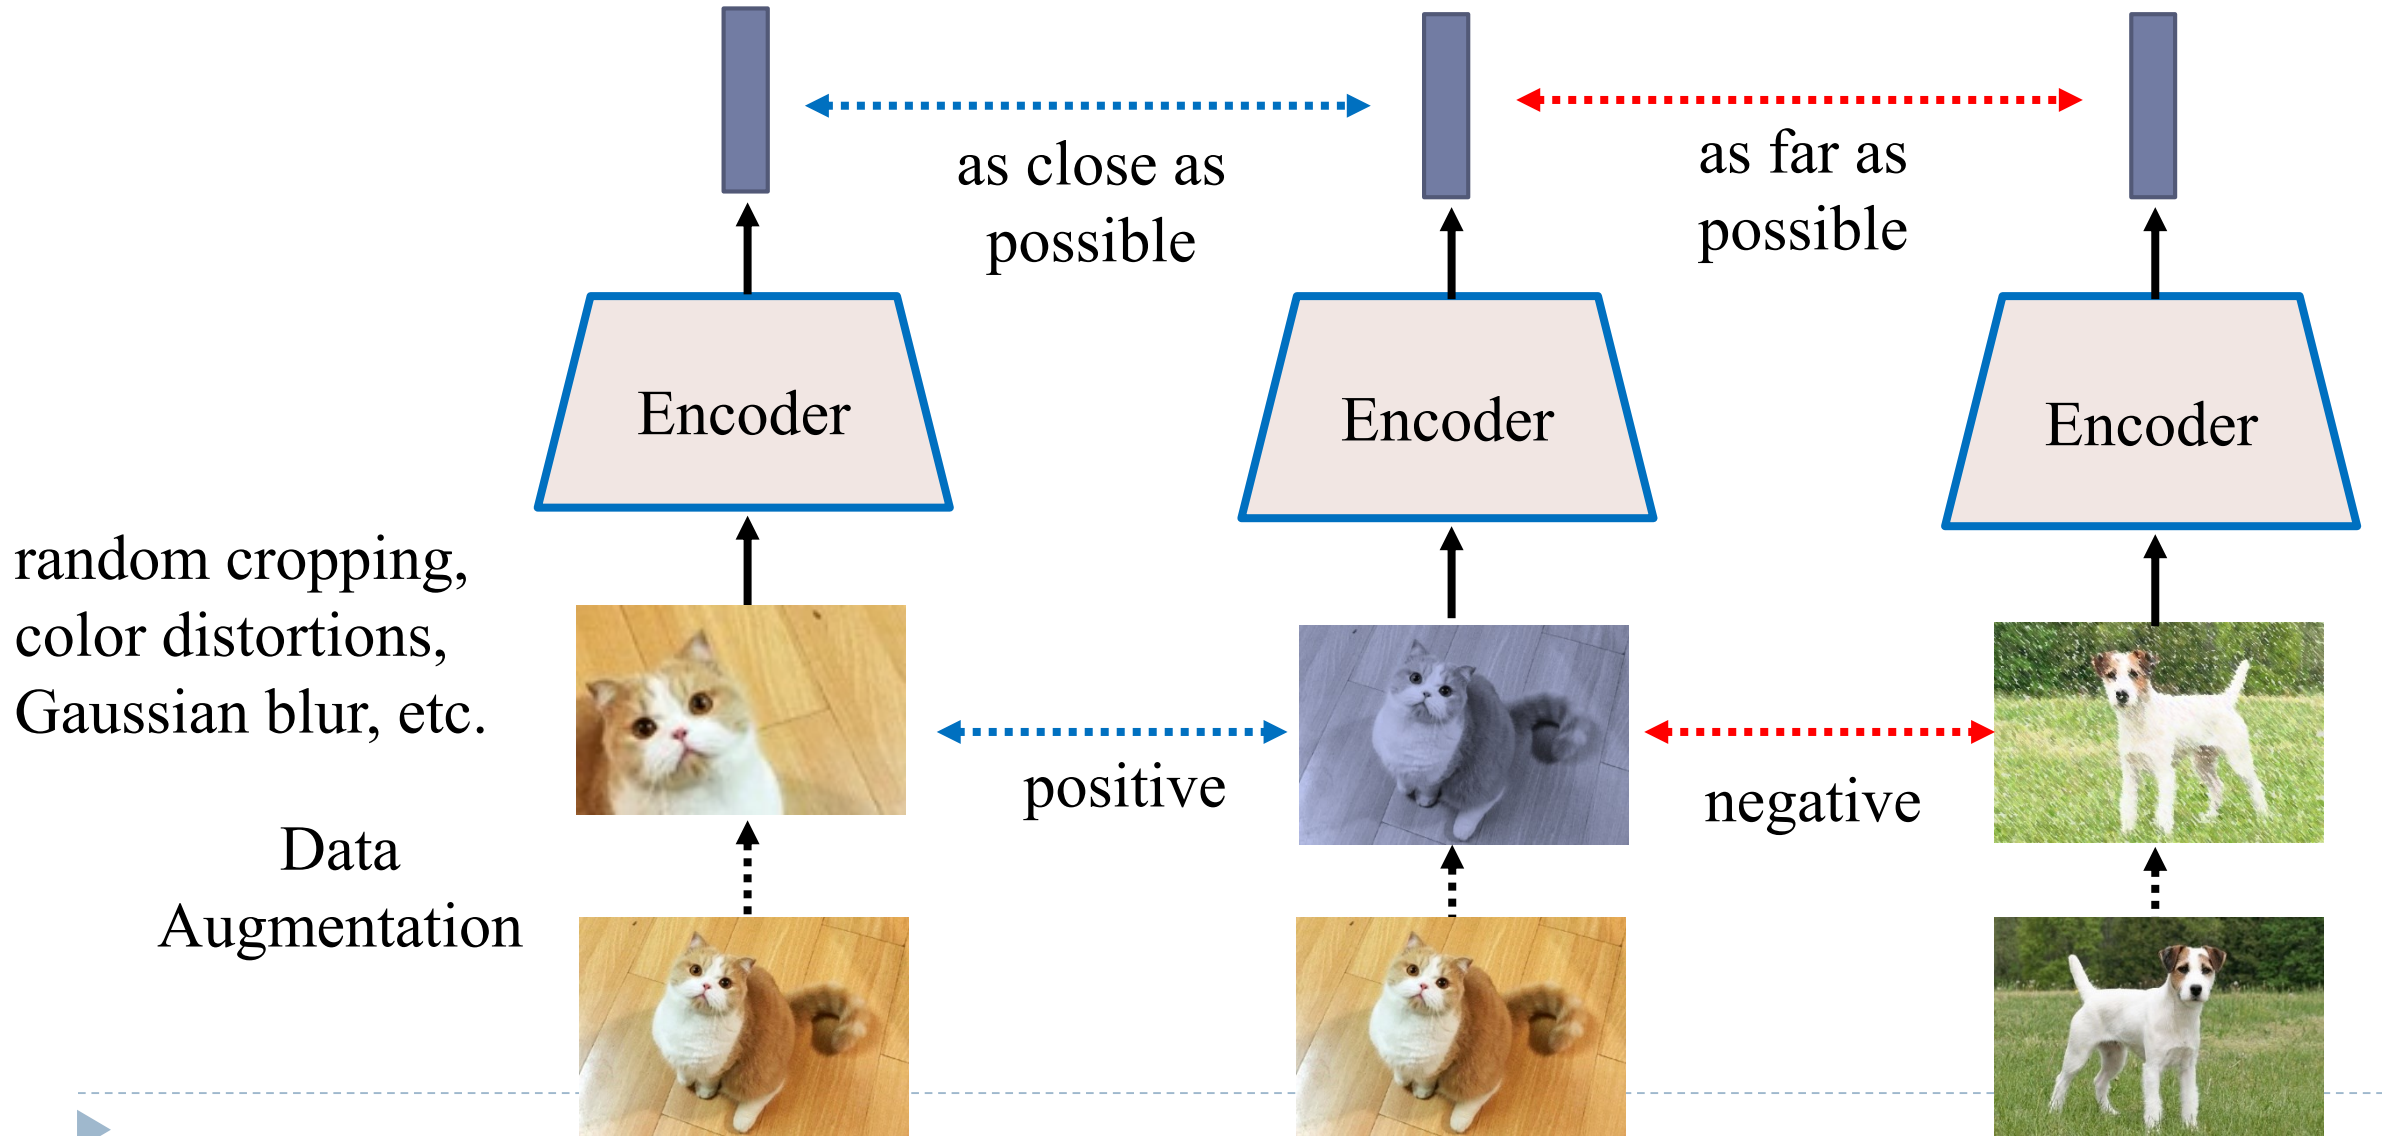 as close as
possible
as far as
possible
Encoder
Encoder
Encoder
random cropping,
color distortions,
Gaussian blur, etc.
positive
negative
Data
Augmentation